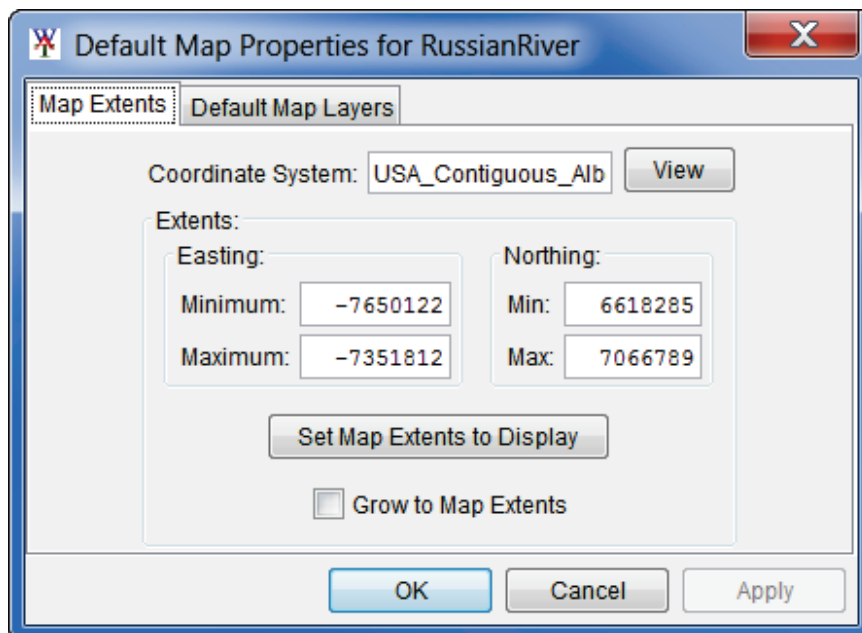 Default Map Properties for RussianRiver
Map Extents Default Map Layers
Coordinate System: USA_Contiguous_Alb View
Extents:
Easting: Northing:
Minimum: -7650122 Min: 6618285
Maximum: -7351812 Max: 7066789
Set Map Extents to Display
Grow to Map Extents
OK Cancel Apply